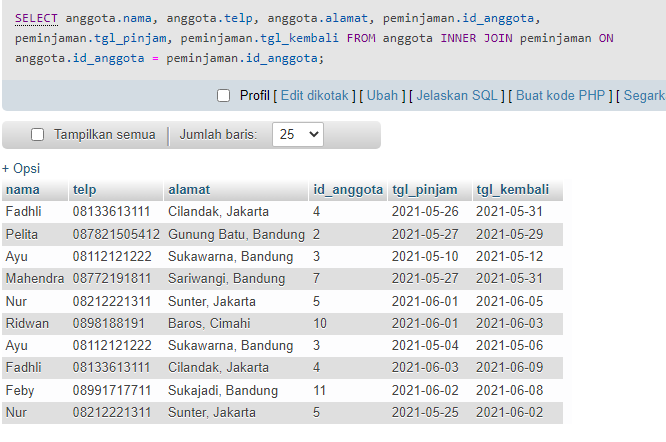 SELECT anggota.nama, anggota.telp, anggota.alamat, peminjaman.id_anggota,
peminjaman.tgl_pinjam, peminjaman.tgl_kembali FROM anggota INNER JOIN peminjaman ON
anggota.id_anggota = peminjaman.id_anggota;
Profil [ Edit dikotak ] [ Ubah ] [ Jelaskan SQL ] [ Buat kode PHP ] [ Segark
Tampilkan semua | Jumlah baris: 25
+ Opsi
nama telp alamat id_anggota tgl_pinjam tgl_kembali
Fadhli 08133613111 Cilandak, Jakarta 4 2021-05-26 2021-05-31
Pelita 087821505412 Gunung Batu, Bandung 2 2021-05-27 2021-05-29
Ayu 08112121222 Sukawarna, Bandung 3 2021-05-10 2021-05-12
Mahendra 08772191811 Sariwangi, Bandung 7 2021-05-27 2021-05-31
Nur 08212221311 Sunter, Jakarta 5 2021-06-01 2021-06-05
Ridwan 0898188191 Baros, Cimahi 10 2021-06-01 2021-06-03
Ayu 08112121222 Sukawarna, Bandung 3 2021-05-04 2021-05-06
Fadhli 08133613111 Cilandak, Jakarta 4 2021-06-03 2021-06-09
Feby 08991717711 Sukajadi, Bandung 11 2021-06-02 2021-06-08
Nur 08212221311 Sunter, Jakarta 5 2021-05-25 2021-06-02